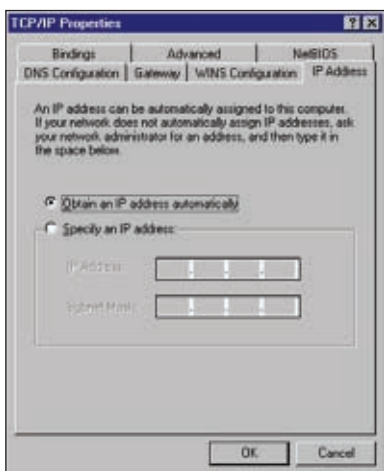 TCP/IP Properties
Bindings
Advanced
NetBIOS
DNS Configuration
Gateway
WINS Configuration
IP Address
An IP address can be automatically assigned to this computer.
If your network does not automatically assign IP addresses, ask
your network administrator for an address, and then type it in
the space below.
Obtain an IP address automatically
Specify an IP address:
IP Address:
Subnet Mask:
OK
Cancel